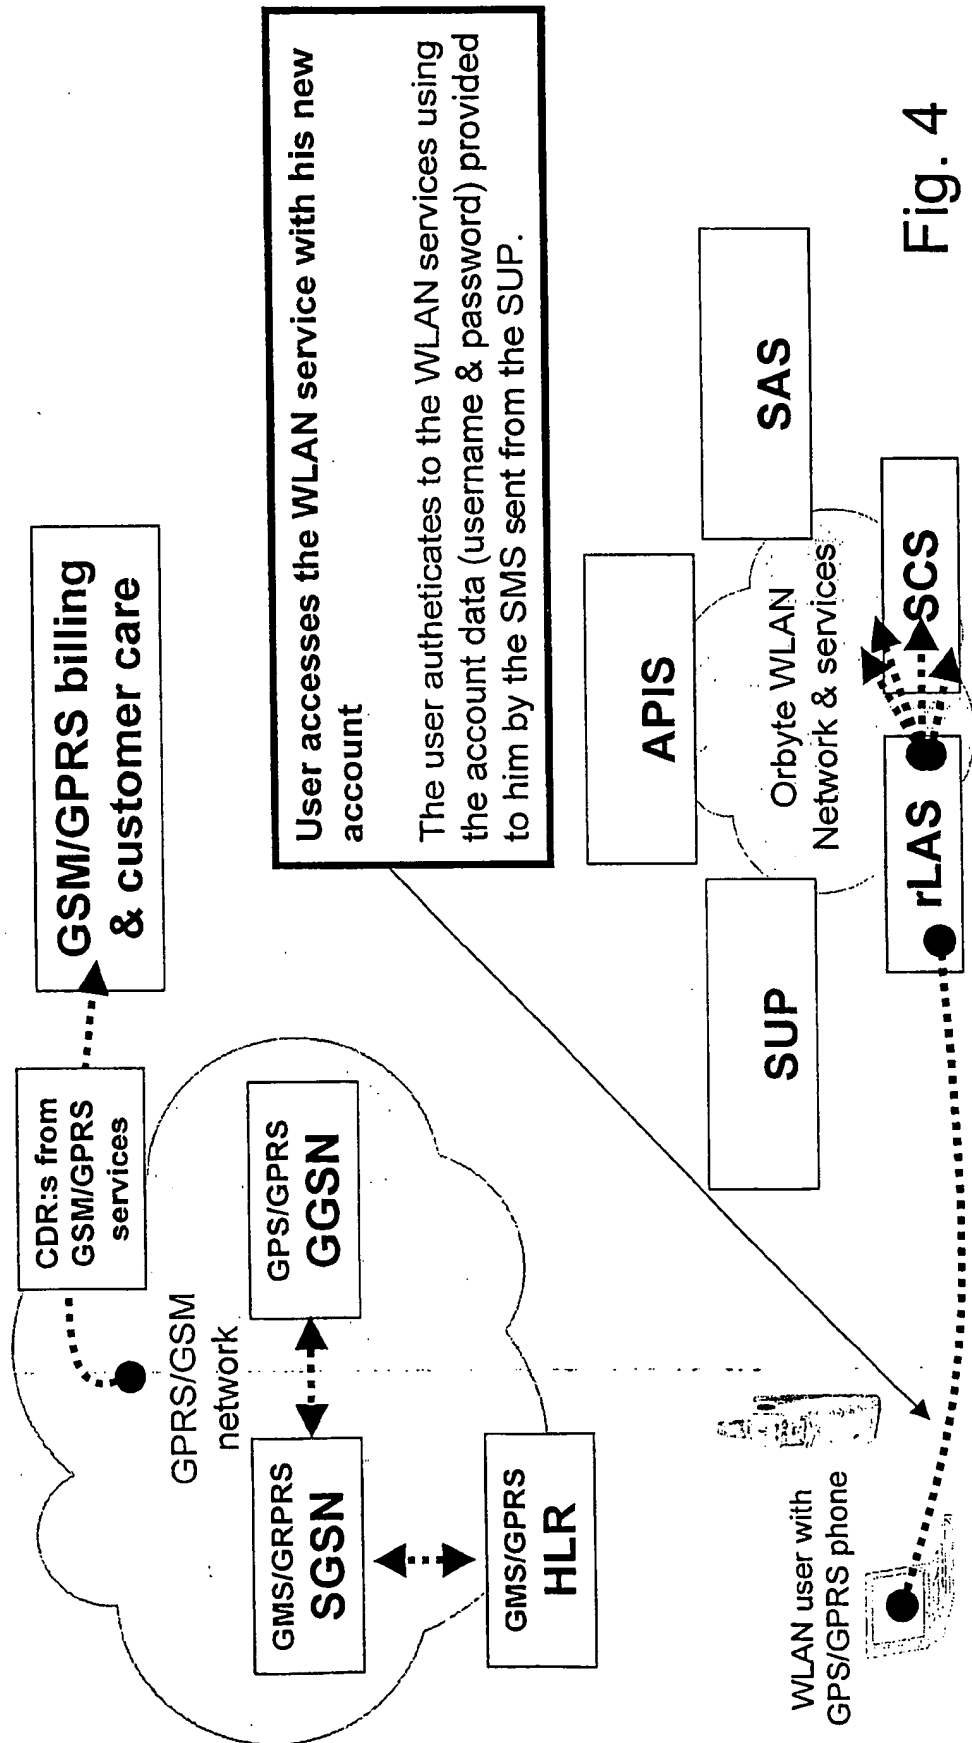 CDR:s from
GSM/GPRS
services
GSM/GPRS billing
& customer care
GPRS/GSM
network
GMS/GRPRS
SGSN
GPS/GPRS
GGSN
GMS/GPRS
HLR
User accesses the WLAN service with his new
account
The user autheticates to the WLAN services using
the account data (username & password) provided
to him by the SMS sent from the SUP.
WLAN user with
GPS/GPRS phone
SUP
APIS
SAS
Orbyte WLAN
Network & services
rLAS
SCS
Fig. 4